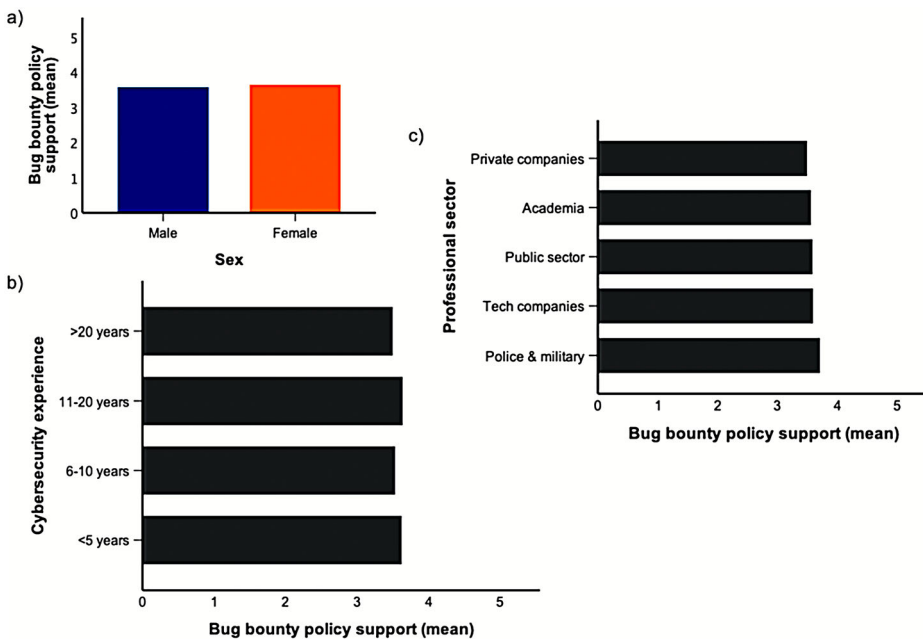 a)
Bug bounty policy
support (mean)
5
4
3
2
1
0
Male
Female
Sex
b)
Cybersecurity experience
>20 years
11-20 years
6-10 years
<5 years
0 1 2 3 4 5
Bug bounty policy support (mean)
c)
Professional sector
Private companies
Academia
Public sector
Tech companies
Police & military
0 1 2 3 4 5
Bug bounty policy support (mean)